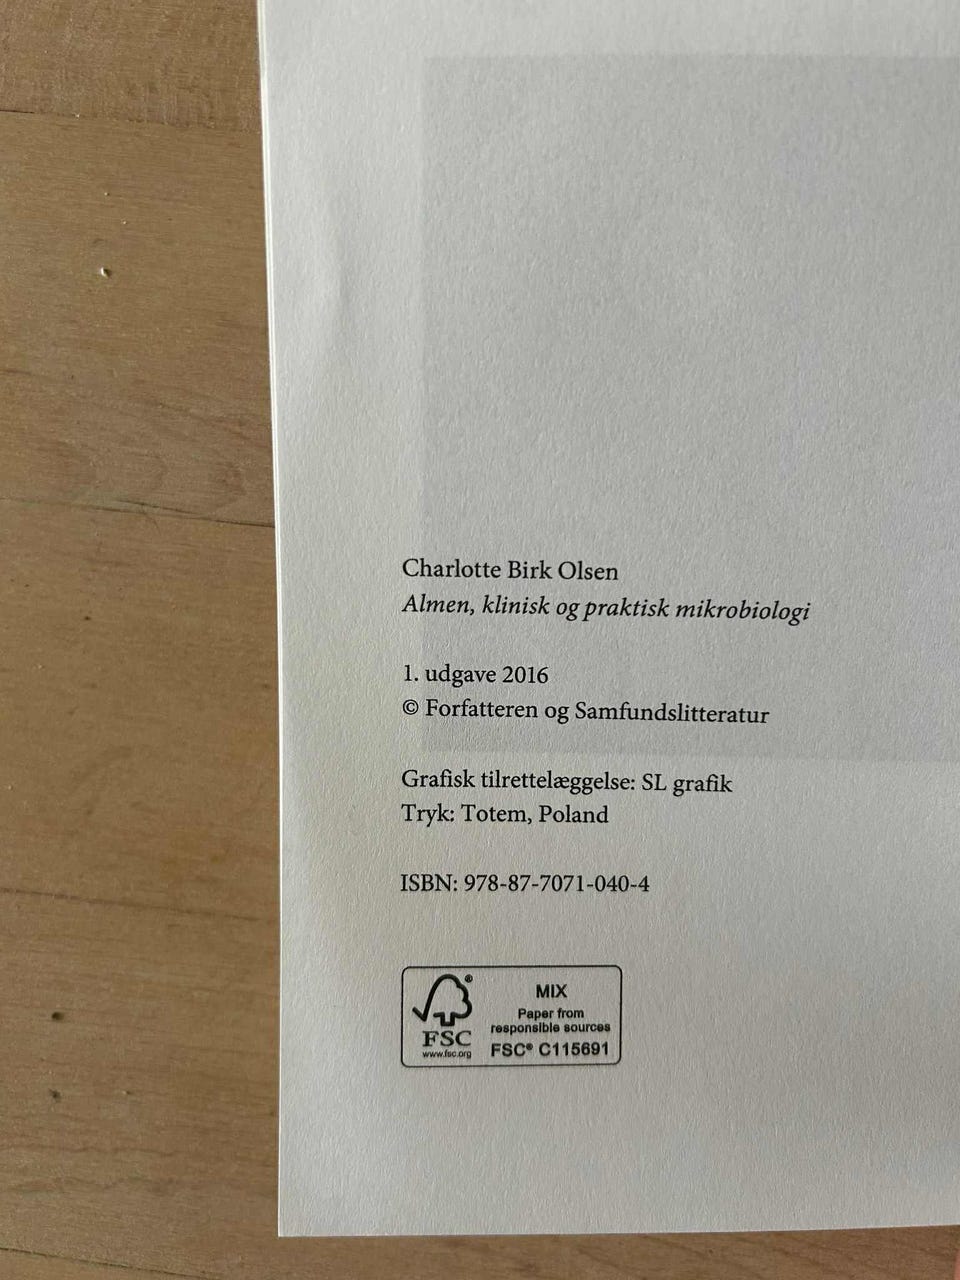 Charlotte Birk Olsen
Almen, klinisk og praktisk mikrobiologi
1. udgave 2016
© Forfatteren og Samfundslitteratur
Grafisk tilrettelæggelse: SL grafik
Tryk: Totem, Poland
ISBN: 978-87-7071-040-4
FSC
www.fsc.org
MIX
Paper from
responsible sources
FSC® C115691